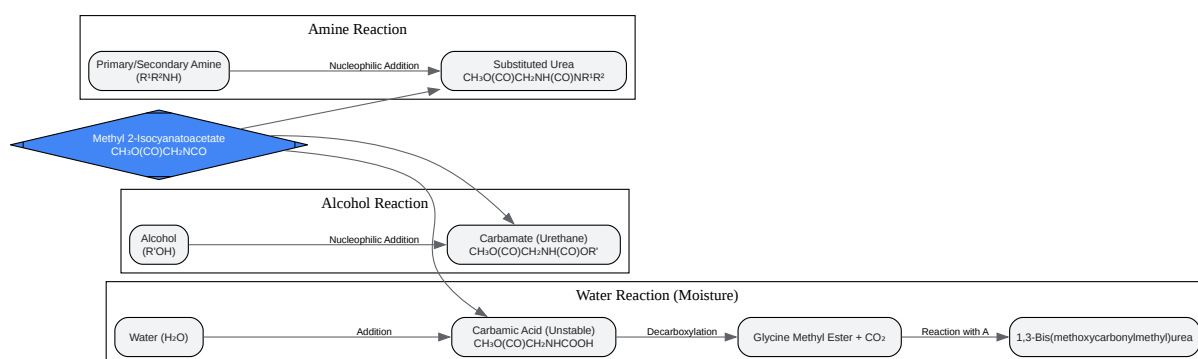 Amine Reaction
Primary/Secondary Amine
(R¹R²NH)
Nucleophilic Addition
Substituted Urea
CH₃O(CO)CH₂NH(CO)NR¹R²
Methyl 2-Isocyanatoacetate
CH₃O(CO)CH₂NCO
Alcohol Reaction
Alcohol
(R'OH)
Nucleophilic Addition
Carbamate (Urethane)
CH₃O(CO)CH₂NH(CO)OR'
Water Reaction (Moisture)
Water (H₂O)
Addition
Carbamic Acid (Unstable)
CH₃O(CO)CH₂NHCOOH
Decarboxylation
Glycine Methyl Ester + CO₂
Reaction with A
1,3-Bis(methoxycarbonylmethyl)urea